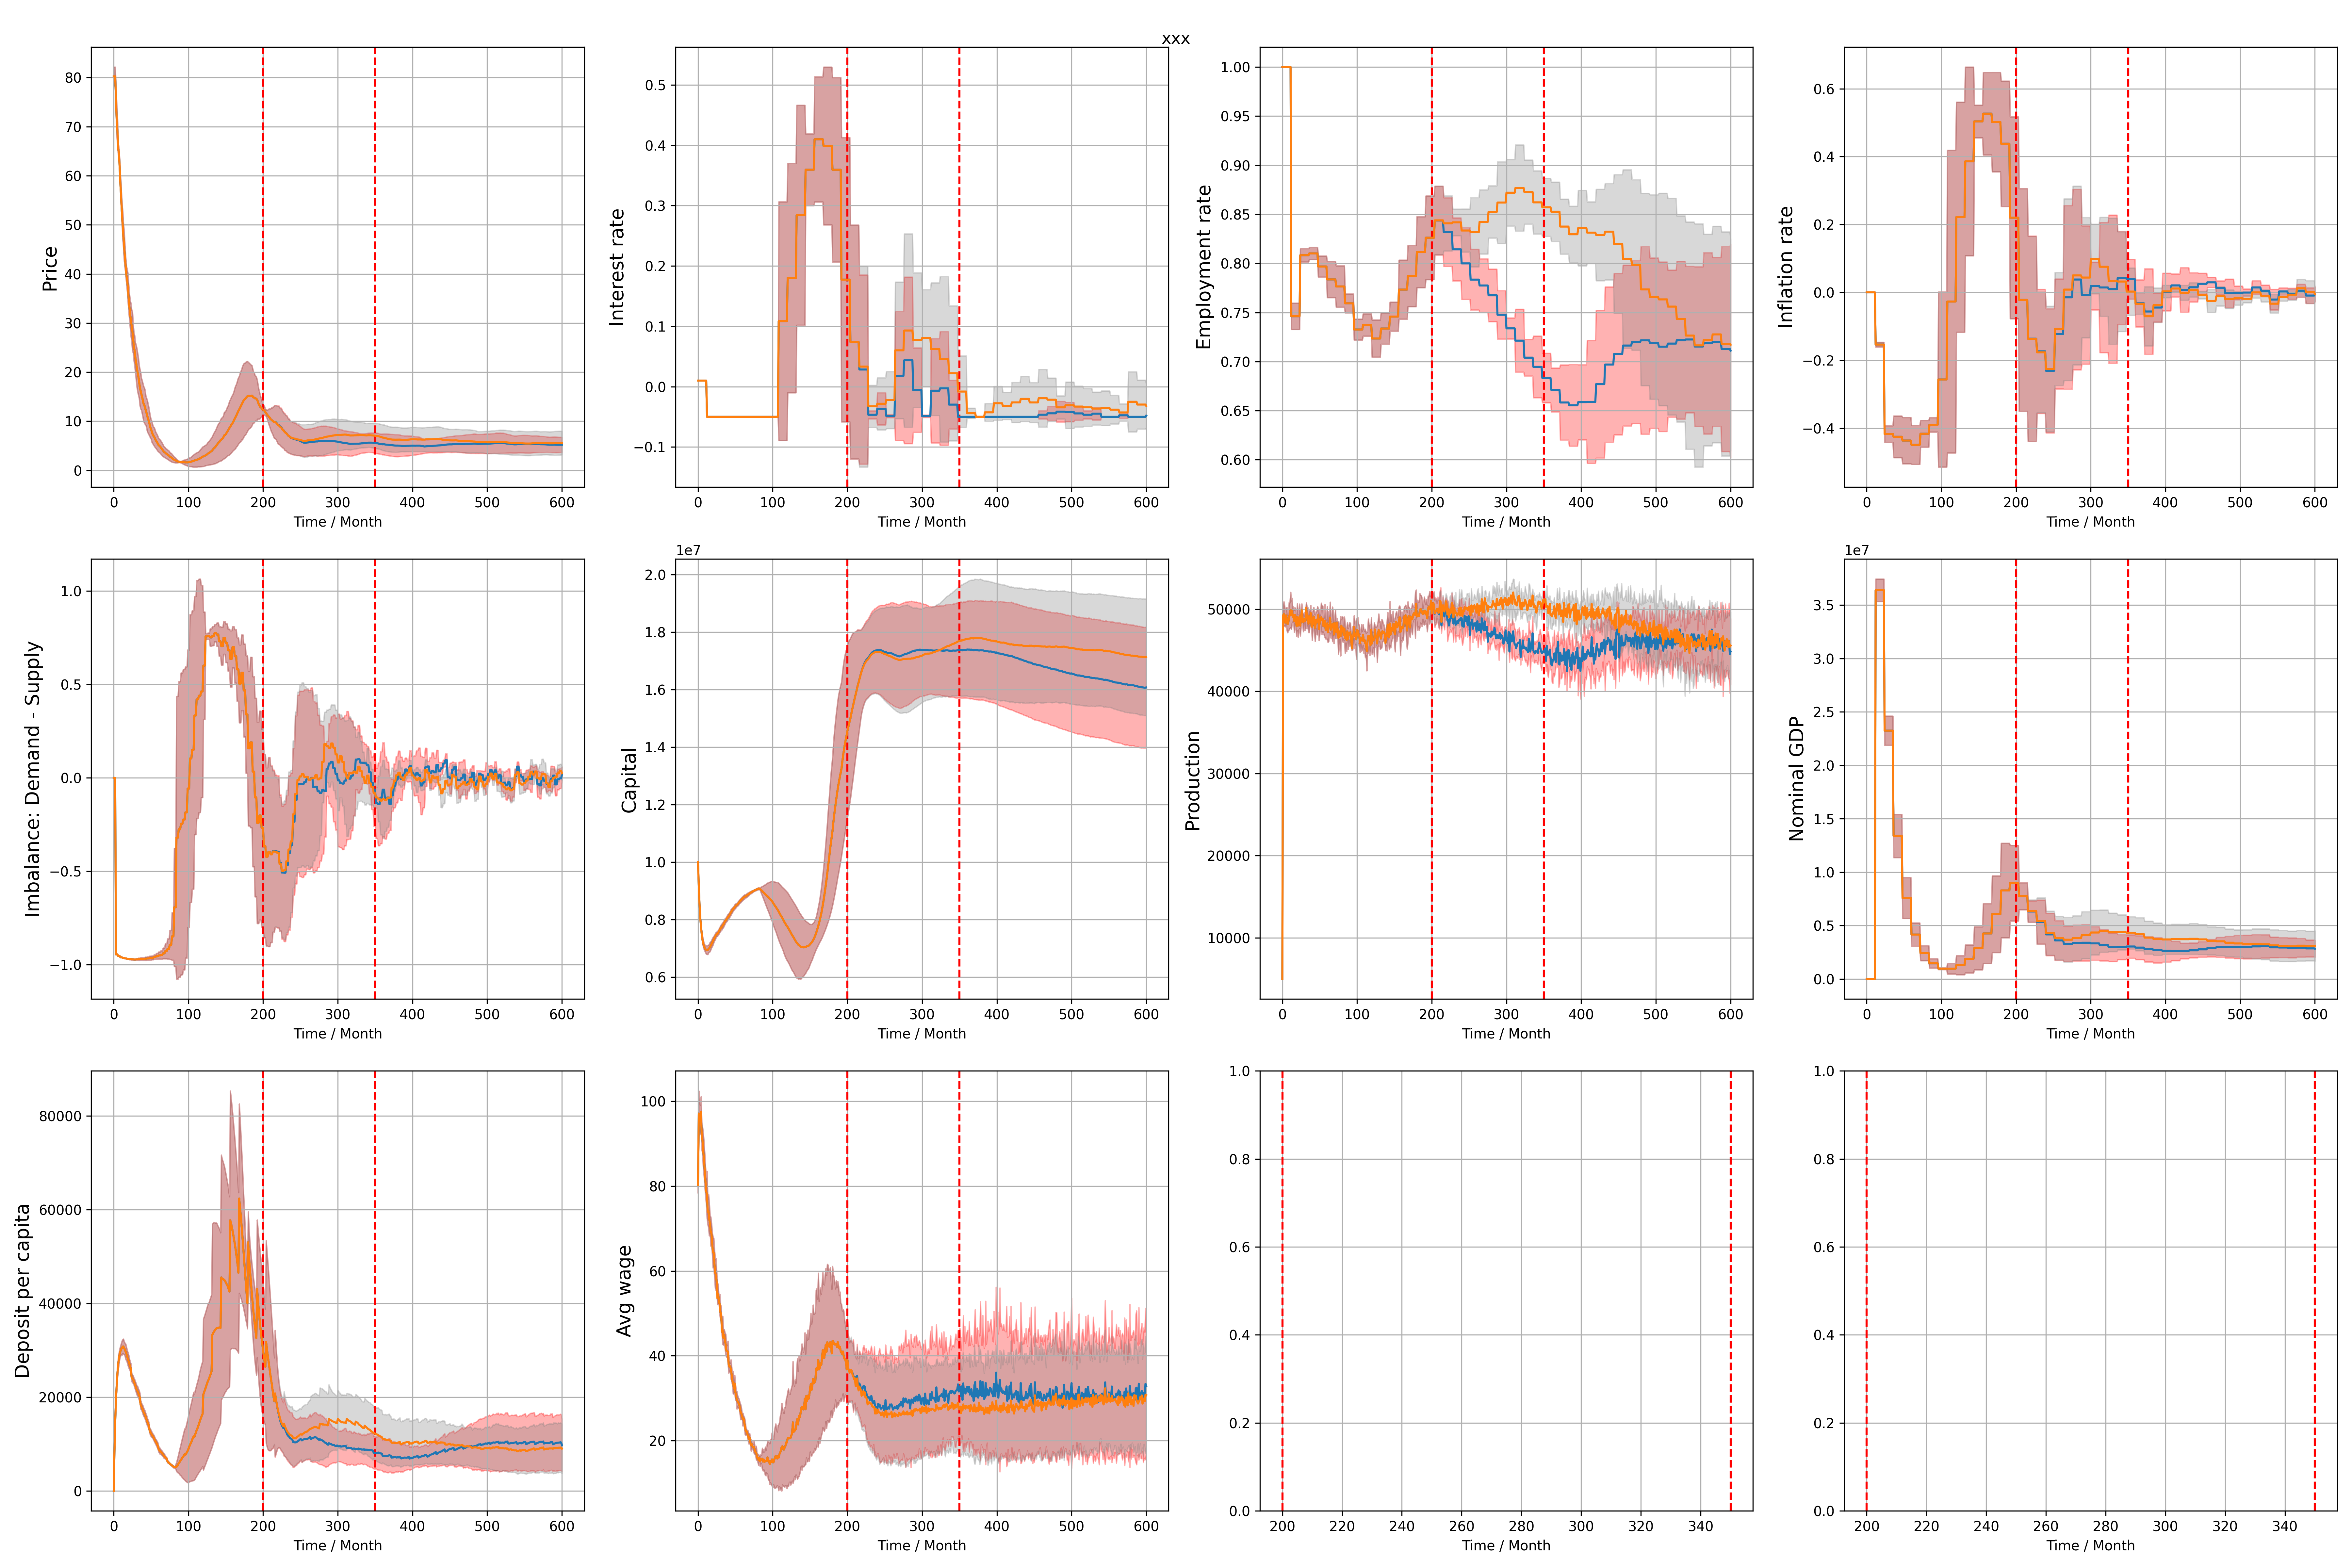 xxx
Price
80
70
60
50
40
30
20
10
0
0 100 200 300 400 500 600
Time / Month
Interest rate
0.5
0.4
0.3
0.2
0.1
0.0
−0.1
0 100 200 300 400 500 600
Time / Month
Employment rate
1.00
0.95
0.90
0.85
0.80
0.75
0.70
0.65
0.60
0 100 200 300 400 500 600
Time / Month
Inflation rate
0.6
0.4
0.2
0.0
−0.2
−0.4
0 100 200 300 400 500 600
Time / Month
Imbalance: Demand - Supply
1.0
0.5
0.0
−0.5
−1.0
0 100 200 300 400 500 600
Time / Month
1e7
Capital
2.0
1.8
1.6
1.4
1.2
1.0
0.8
0.6
0 100 200 300 400 500 600
Time / Month
Production
50000
40000
30000
20000
10000
0 100 200 300 400 500 600
Time / Month
1e7
Nominal GDP
3.5
3.0
2.5
2.0
1.5
1.0
0.5
0.0
0 100 200 300 400 500 600
Time / Month
Deposit per capita
80000
60000
40000
20000
0
0 100 200 300 400 500 600
Time / Month
Avg wage
100
80
60
40
20
0 100 200 300 400 500 600
Time / Month
1.0
0.8
0.6
0.4
0.2
0.0
200 220 240 260 280 300 320 340
Time / Month
1.0
0.8
0.6
0.4
0.2
0.0
200 220 240 260 280 300 320 340
Time / Month